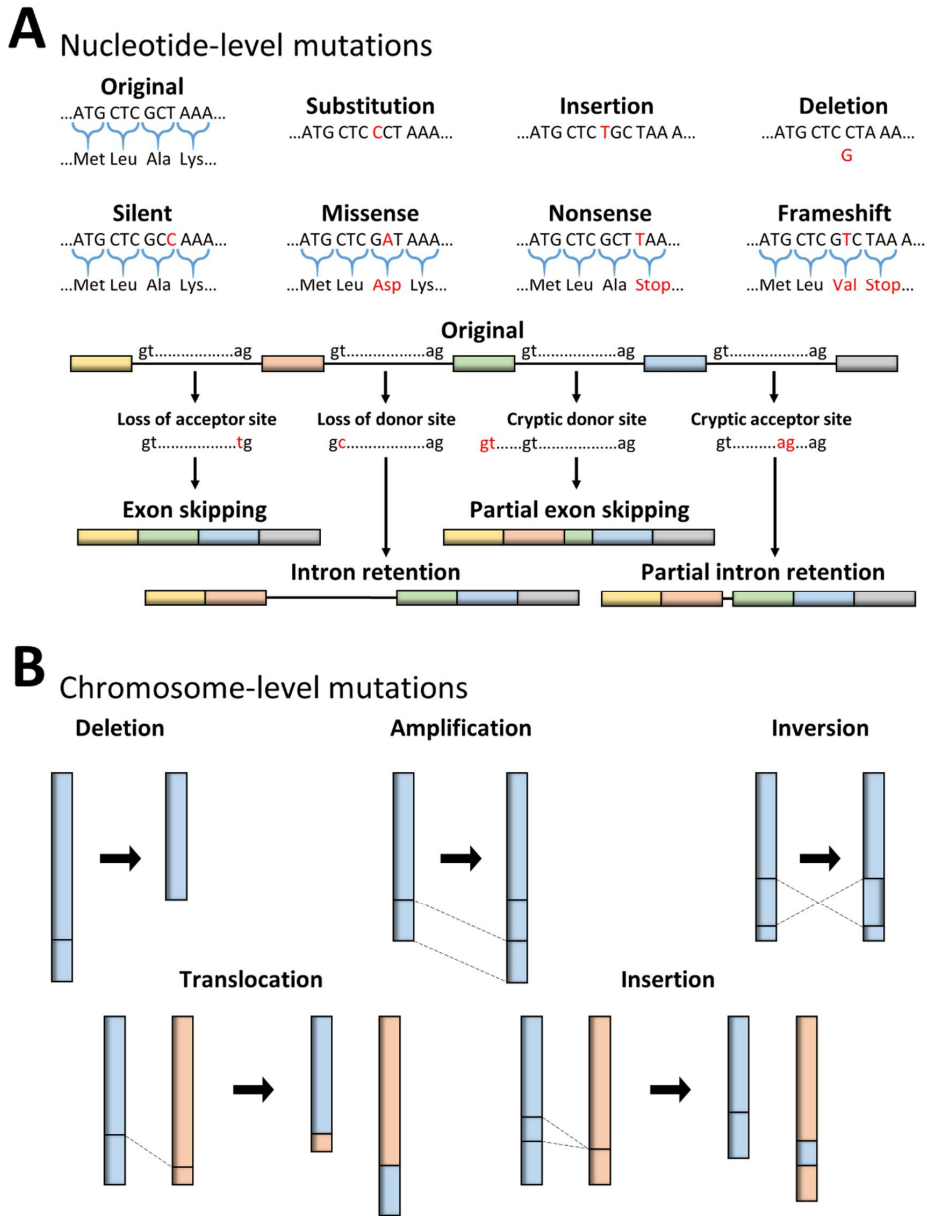 A Nucleotide-level mutations
Original
...ATG CTC GCT AAA...
...Met Leu Ala Lys...
Substitution
...ATG CTC CCT AAA...
Insertion
...ATG CTC TGC TAA A...
Deletion
...ATG CTC CTA AA...
G
Silent
...ATG CTC GCC AAA...
...Met Leu Ala Lys...
Missense
...ATG CTC GAT AAA...
...Met Leu Asp Lys...
Nonsense
...ATG CTC GCT TAA...
...Met Leu Ala Stop...
Frameshift
...ATG CTC GTC TAAA...
...Met Leu Val Stop...
Original
gt................ag gt................ag gt................ag gt................ag
Loss of acceptor site
gt................tg
Loss of donor site
gc................ag
Cryptic donor site
gt......gt................ag
Cryptic acceptor site
gt.........ag....ag
Exon skipping
Partial exon skipping
Intron retention
Partial intron retention
B Chromosome-level mutations
Deletion
Amplification
Inversion
Translocation
Insertion